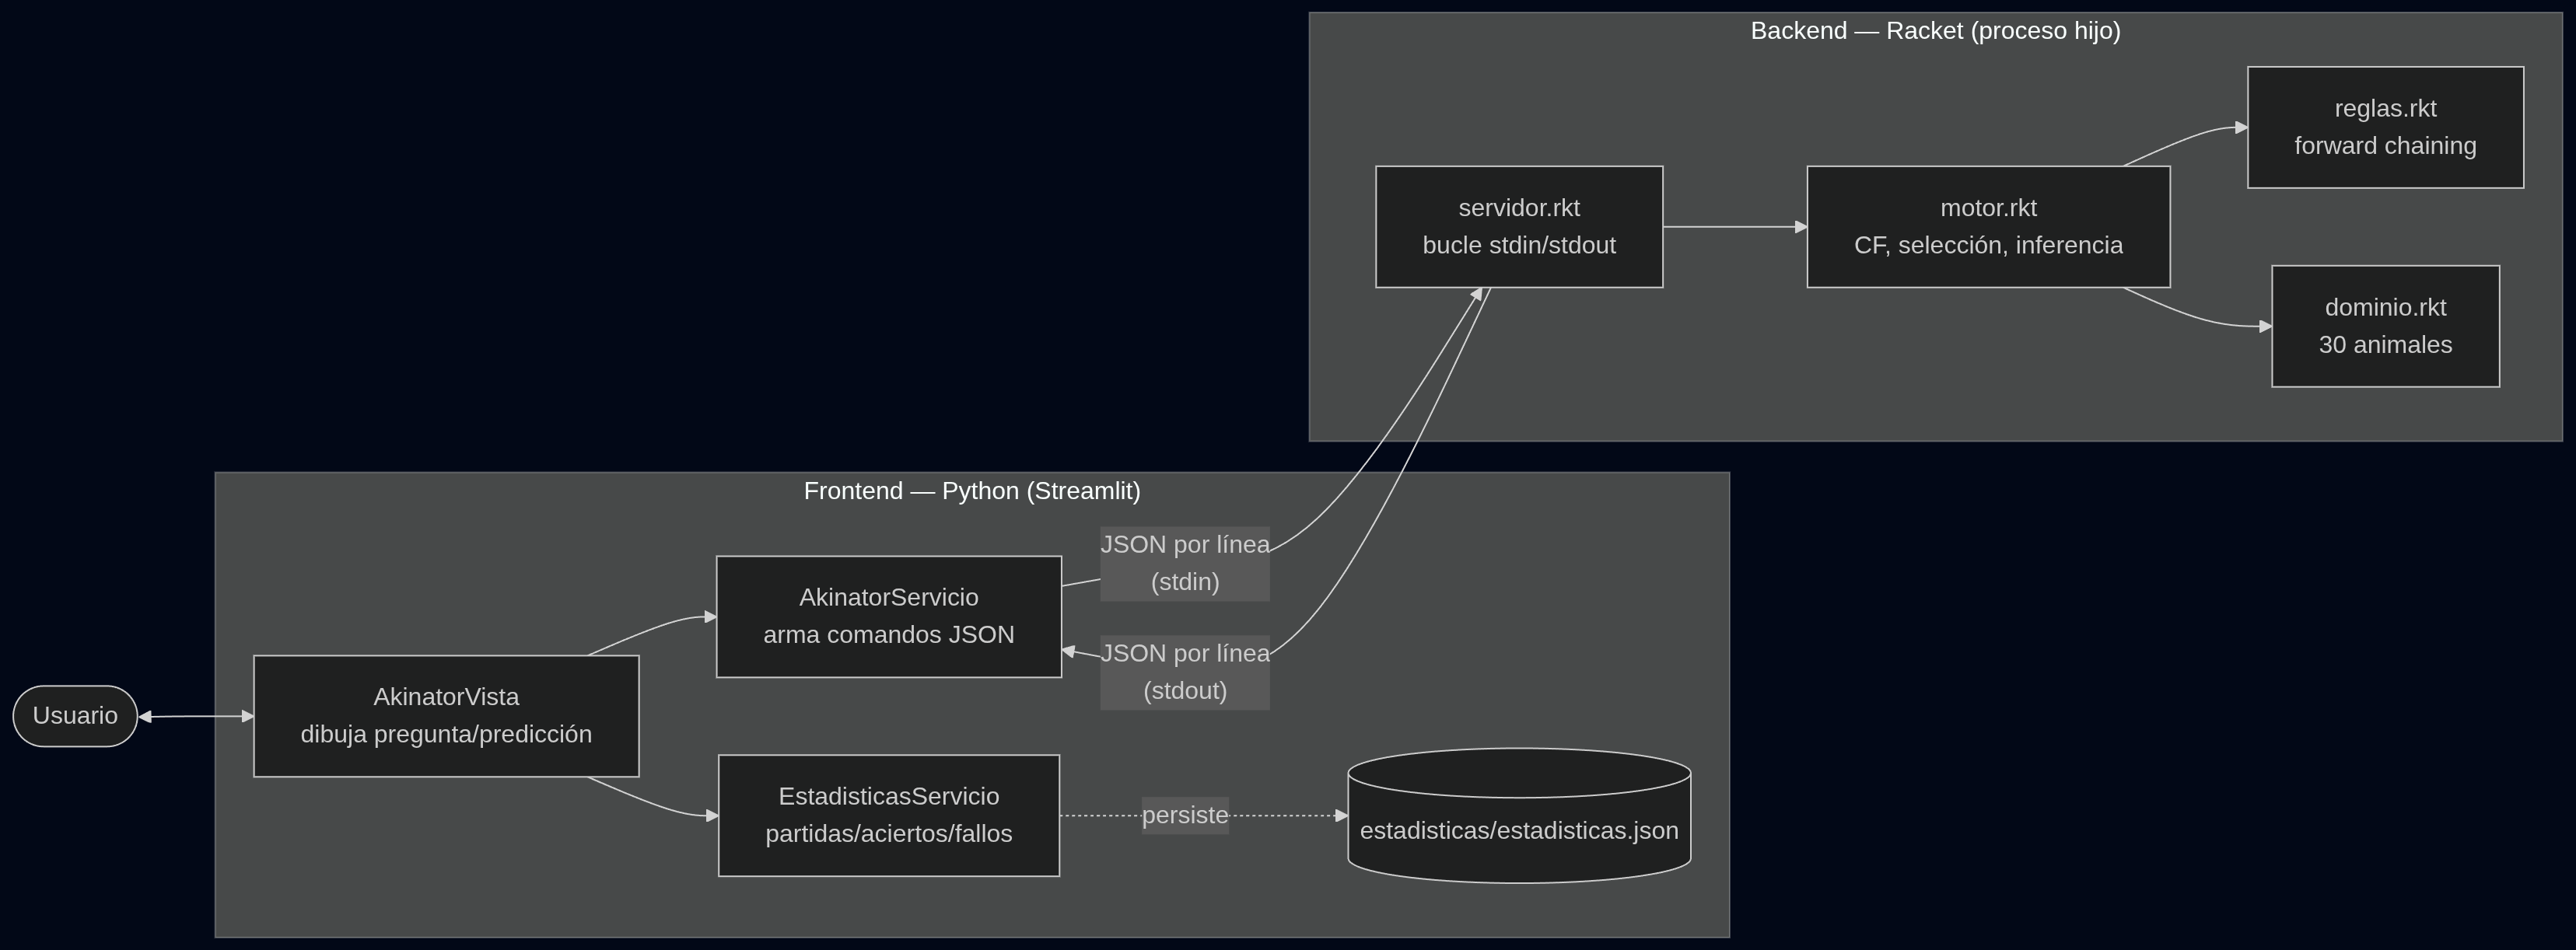 Backend — Racket (proceso hijo)
reglas.rkt
forward chaining
servidor.rkt
bucle stdin/stdout
motor.rkt
CF, selección, inferencia
dominio.rkt
30 animales
Frontend — Python (Streamlit)
JSON por línea
(stdin)
AkinatorServicio
arma comandos JSON
JSON por línea
(stdout)
Usuario
AkinatorVista
dibuja pregunta/predicción
EstadisticasServicio
partidas/aciertos/fallos
persiste
estadisticas/estadisticas.json